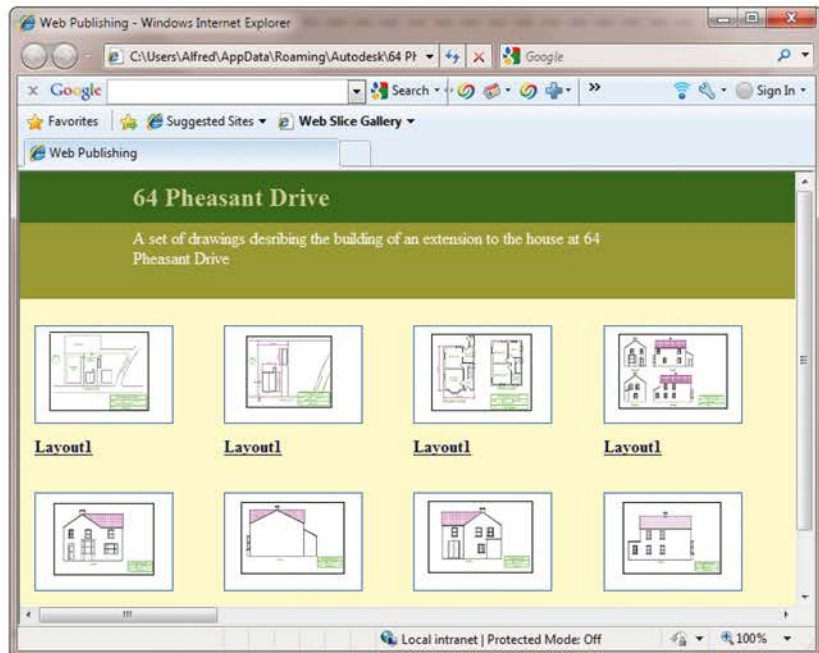 Web Publishing - Windows Internet Explorer
C:\Users\Alfred\AppData\Roaming\Autodesk\64 Ph
Google
Google
Search
»
Sign In
Favorites
Suggested Sites
Web Slice Gallery
Web Publishing
64 Pheasant Drive
A set of drawings desribing the building of an extension to the house at 64
Pheasant Drive
Layout1 Layout1 Layout1 Layout1
Local intranet | Protected Mode: Off
100%